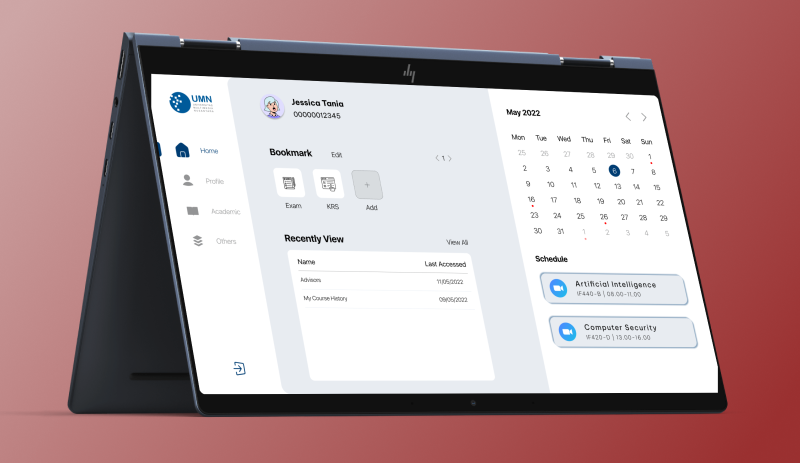 hp
UMN
UNIVERSITAS
MULTIMEDIA
NUSANTARA
Home
Profile
Academic
Others
Jessica Tania
00000012345
Bookmark Edit
< 1 >
Exam KRS Add
+
Recently View View All
Name Last Accessed
Advisors 11/05/2022
My Course History 09/05/2022
May 2022 < >
Mon Tue Wed Thu Fri Sat Sun
25 26 27 28 29 30 1
2 3 4 5 6 7 8
9 10 11 12 13 14 15
16 17 18 19 20 21 22
23 24 25 26 27 28 29
30 31 1 2 3 4 5
Schedule
Artificial Intelligence
IF440-B | 08.00-11.00
Computer Security
IF420-D | 13.00-16.00